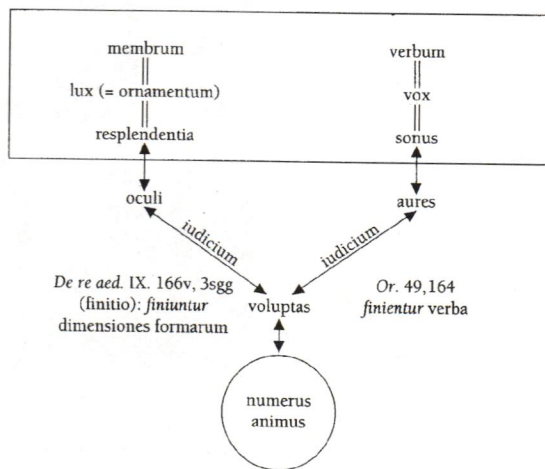 membrum
verbum
lux (= ornamentum)
vox
resplendentia
sonus
oculi
aures
iudicium
iudicium
De re aed. IX. 166v, 3sgg
(finitio): finiuntur
dimensiones formarum
voluptas
Or. 49,164
finientur verba
numerus
animus